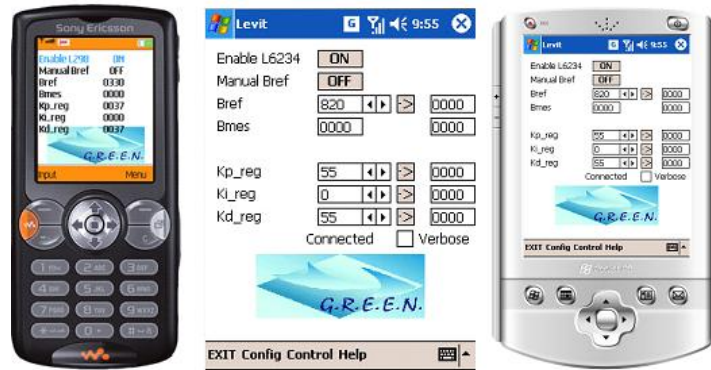 Sony Ericsson
Enable L298 ON
Manual Bref OFF
Bref 0330
Bmes 0000
Kp_reg 0037
Ki_reg 0000
Kd_reg 0037
G.R.E.E.N.
Input Menu
Levit G 9:55
Enable L6234 ON
Manual Bref OFF
Bref 820 -> 0000
Bmes 0000 0000
Kp_reg 55 -> 0000
Ki_reg 0 -> 0000
Kd_reg 55 -> 0000
Connected Verbose
G.R.E.E.N.
EXIT Config Control Help
Levit G 9:55
Enable L6234 ON
Manual Bref OFF
Bref 820 -> 0000
Bmes 0000 0000
Kp_reg 55 -> 0000
Ki_reg 0 -> 0000
Kd_reg 55 -> 0000
Connected Verbose
G.R.E.E.N.
EXIT Config Control Help